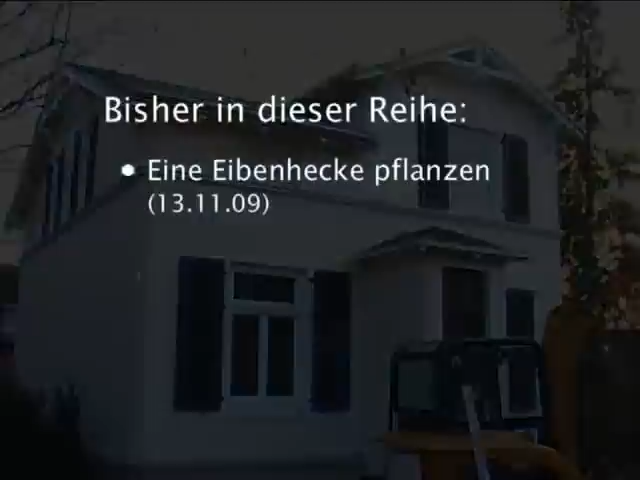 Bisher in dieser Reihe:
• Eine Eibenhecke pflanzen
(13.11.09)